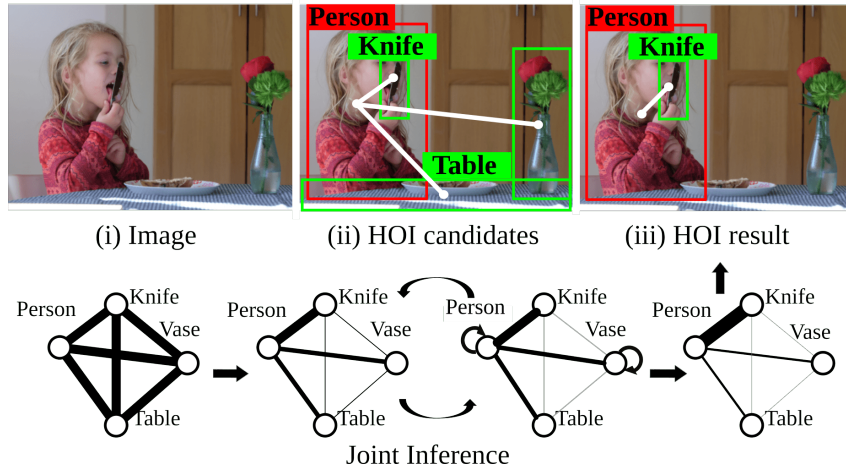 Person
Knife
Table
Person
Knife
(i) Image
(ii) HOI candidates
(iii) HOI result
Person
Knife
Vase
Table
Person
Knife
Vase
Table
Person
Knife
Vase
Table
Person
Knife
Vase
Table
Joint Inference